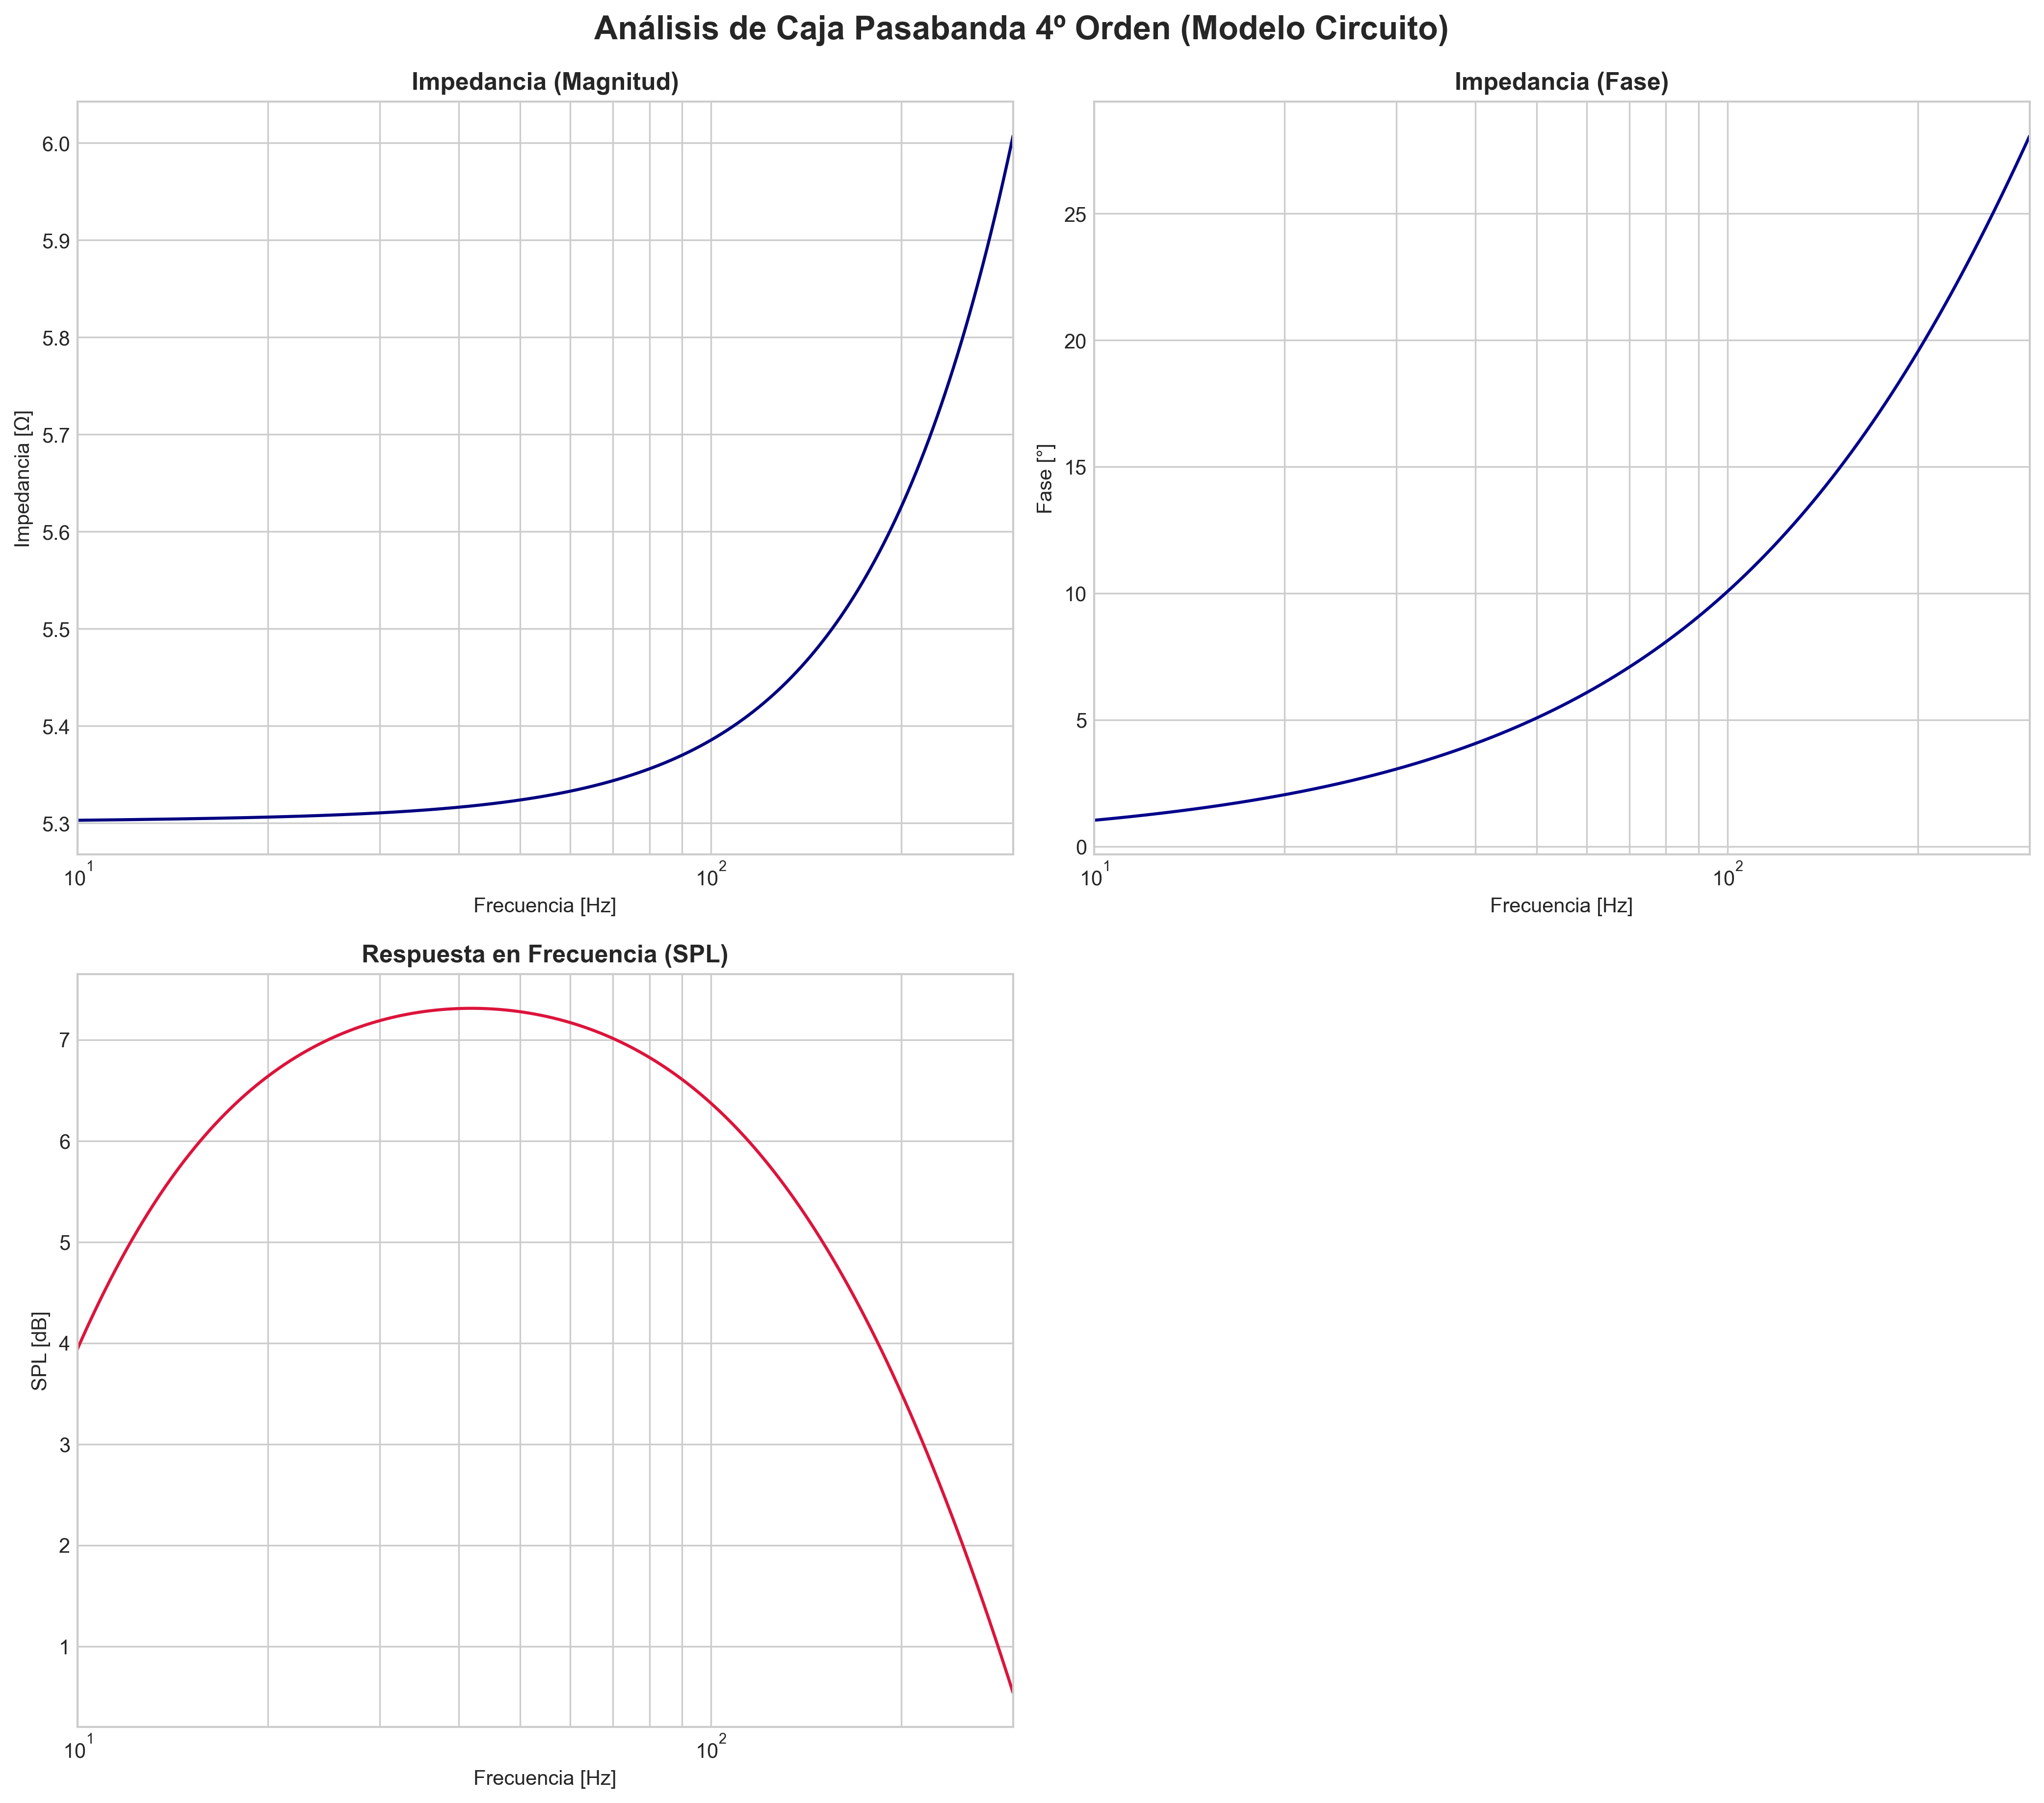 Análisis de Caja Pasabanda 4º Orden (Modelo Circuito)
Impedancia (Magnitud)
Impedancia [Ω]
6.0
5.9
5.8
5.7
5.6
5.5
5.4
5.3
10¹
10²
Frecuencia [Hz]
Impedancia (Fase)
Fase [°]
25
20
15
10
5
0
10¹
10²
Frecuencia [Hz]
Respuesta en Frecuencia (SPL)
SPL [dB]
7
6
5
4
3
2
1
10¹
10²
Frecuencia [Hz]